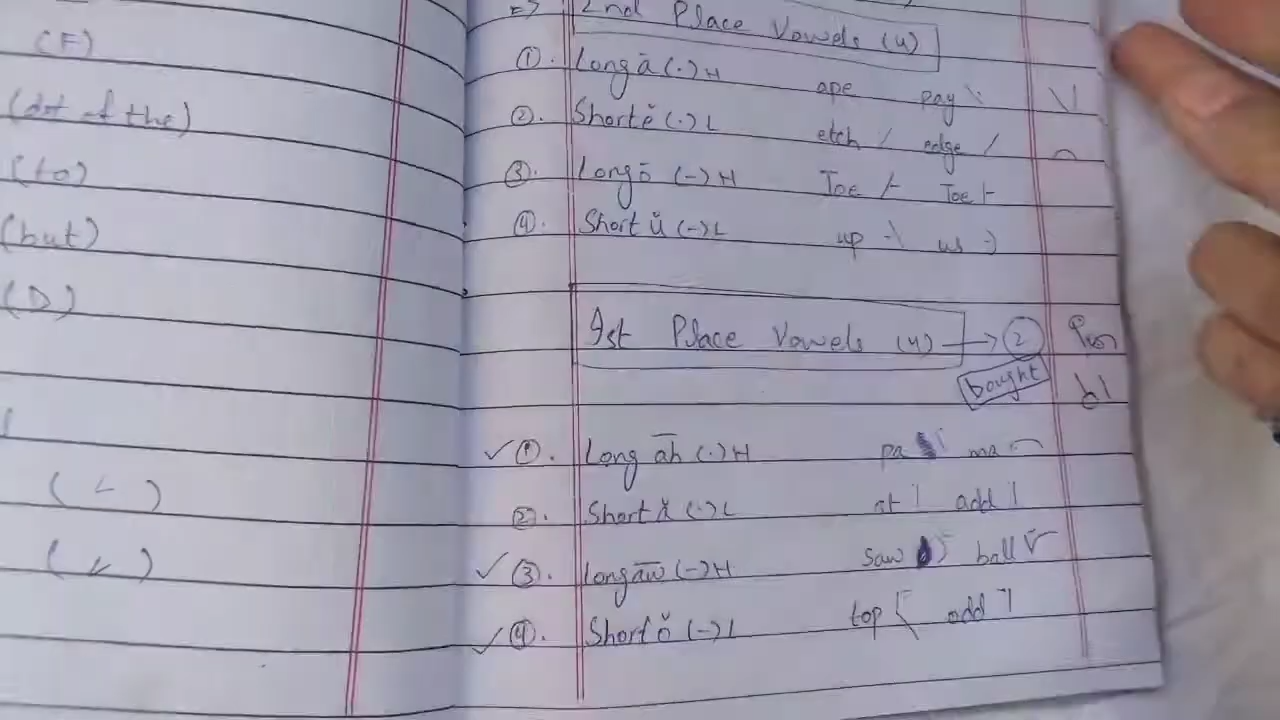 (F)
(dot of the)
(to)
(but)
(D)
2nd Place Vowels (4)
①. Long ā (.) H ape pay
②. Short ĕ (.) L etch / edge /
③. Long ō (-) H Toe Toe
④. Short ŭ (-) L up us
1st Place Vowels (4) → ②
bought
✓ ①. Long āh (.) H pa ma
②. Short ă (.) L at add
✓ ③. Long āw (-) H saw ball
✓ ④. Short ŏ (-) L top odd